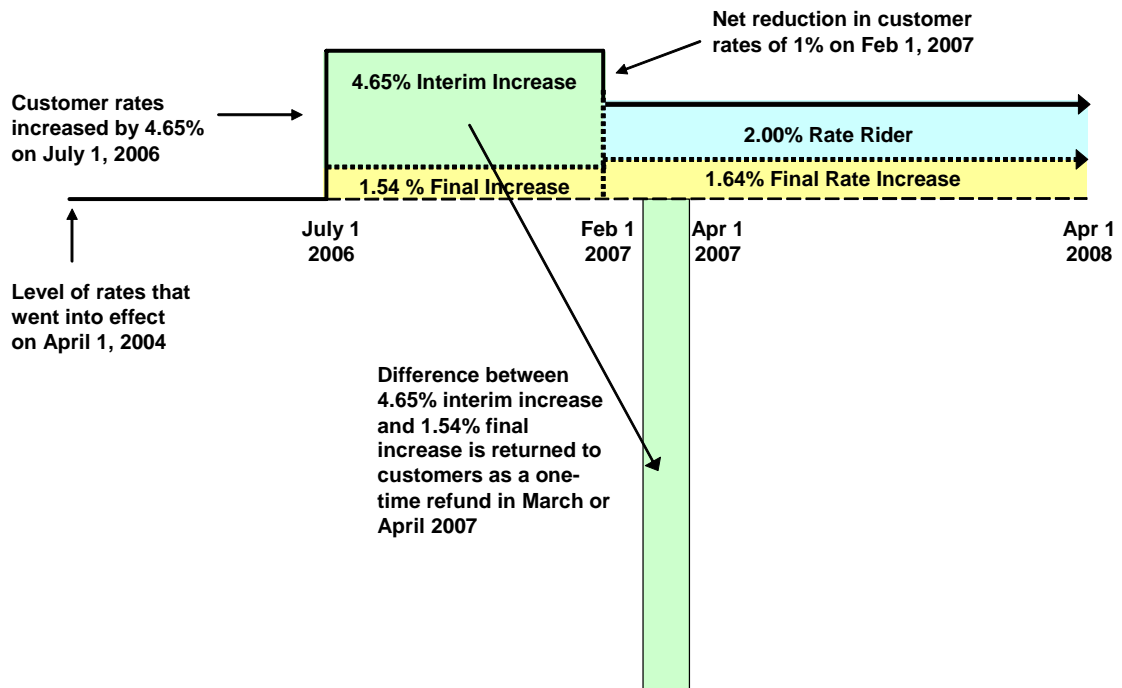 Net reduction in customer
rates of 1% on Feb 1, 2007
4.65% Interim Increase
Customer rates
increased by 4.65%
on July 1, 2006
2.00% Rate Rider
1.54 % Final Increase
1.64% Final Rate Increase
July 1
2006
Feb 1
2007
Apr 1
2007
Apr 1
2008
Level of rates that
went into effect
on April 1, 2004
Difference between
4.65% interim increase
and 1.54% final
increase is returned to
customers as a one-
time refund in March or
April 2007